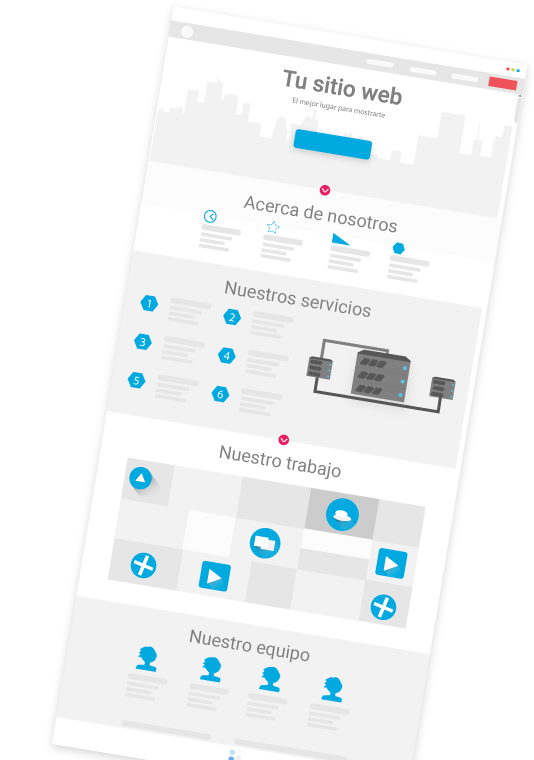 Tu sitio web
El mejor lugar para mostrarte
Acerca de nosotros
Nuestros servicios
1
2
3
4
5
6
Nuestro trabajo
Nuestro equipo